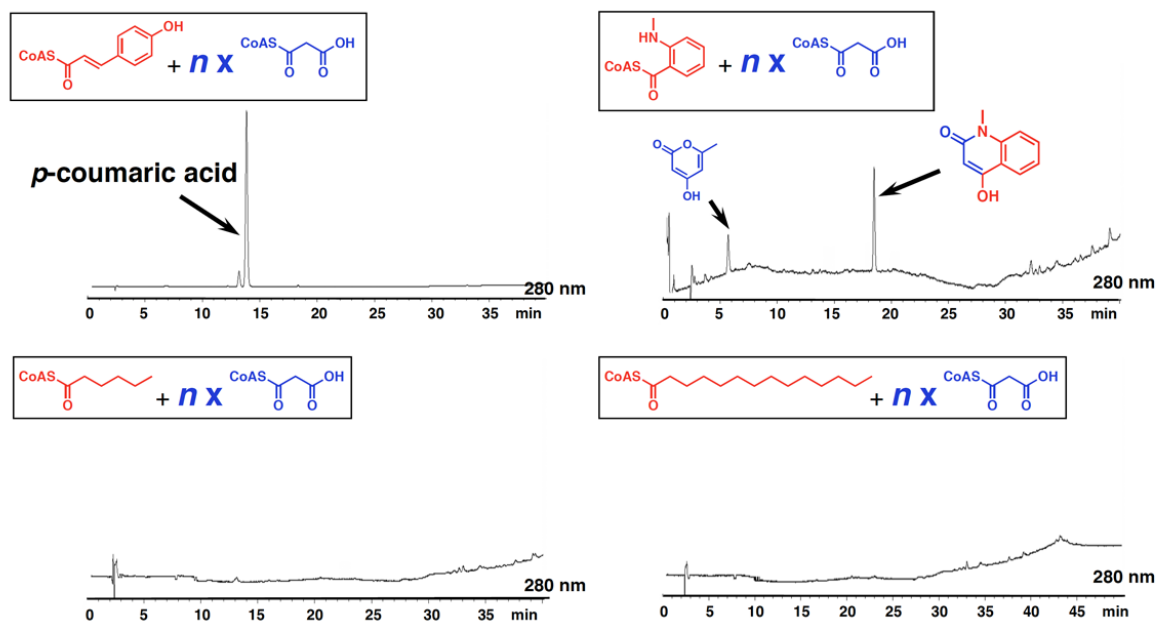 OH
CoAS
O
+ n x
CoAS OH
O O
p-coumaric acid
280 nm
0 5 10 15 20 25 30 35 min
HN
CoAS
O
+ n x
CoAS OH
O O
O O
OH
O N
OH
280 nm
0 5 10 15 20 25 30 35 min
CoAS
O
+ n x
CoAS OH
O O
280 nm
0 5 10 15 20 25 30 35 min
CoAS
O
+ n x
CoAS OH
O O
280 nm
0 5 10 15 20 25 30 35 40 45 min